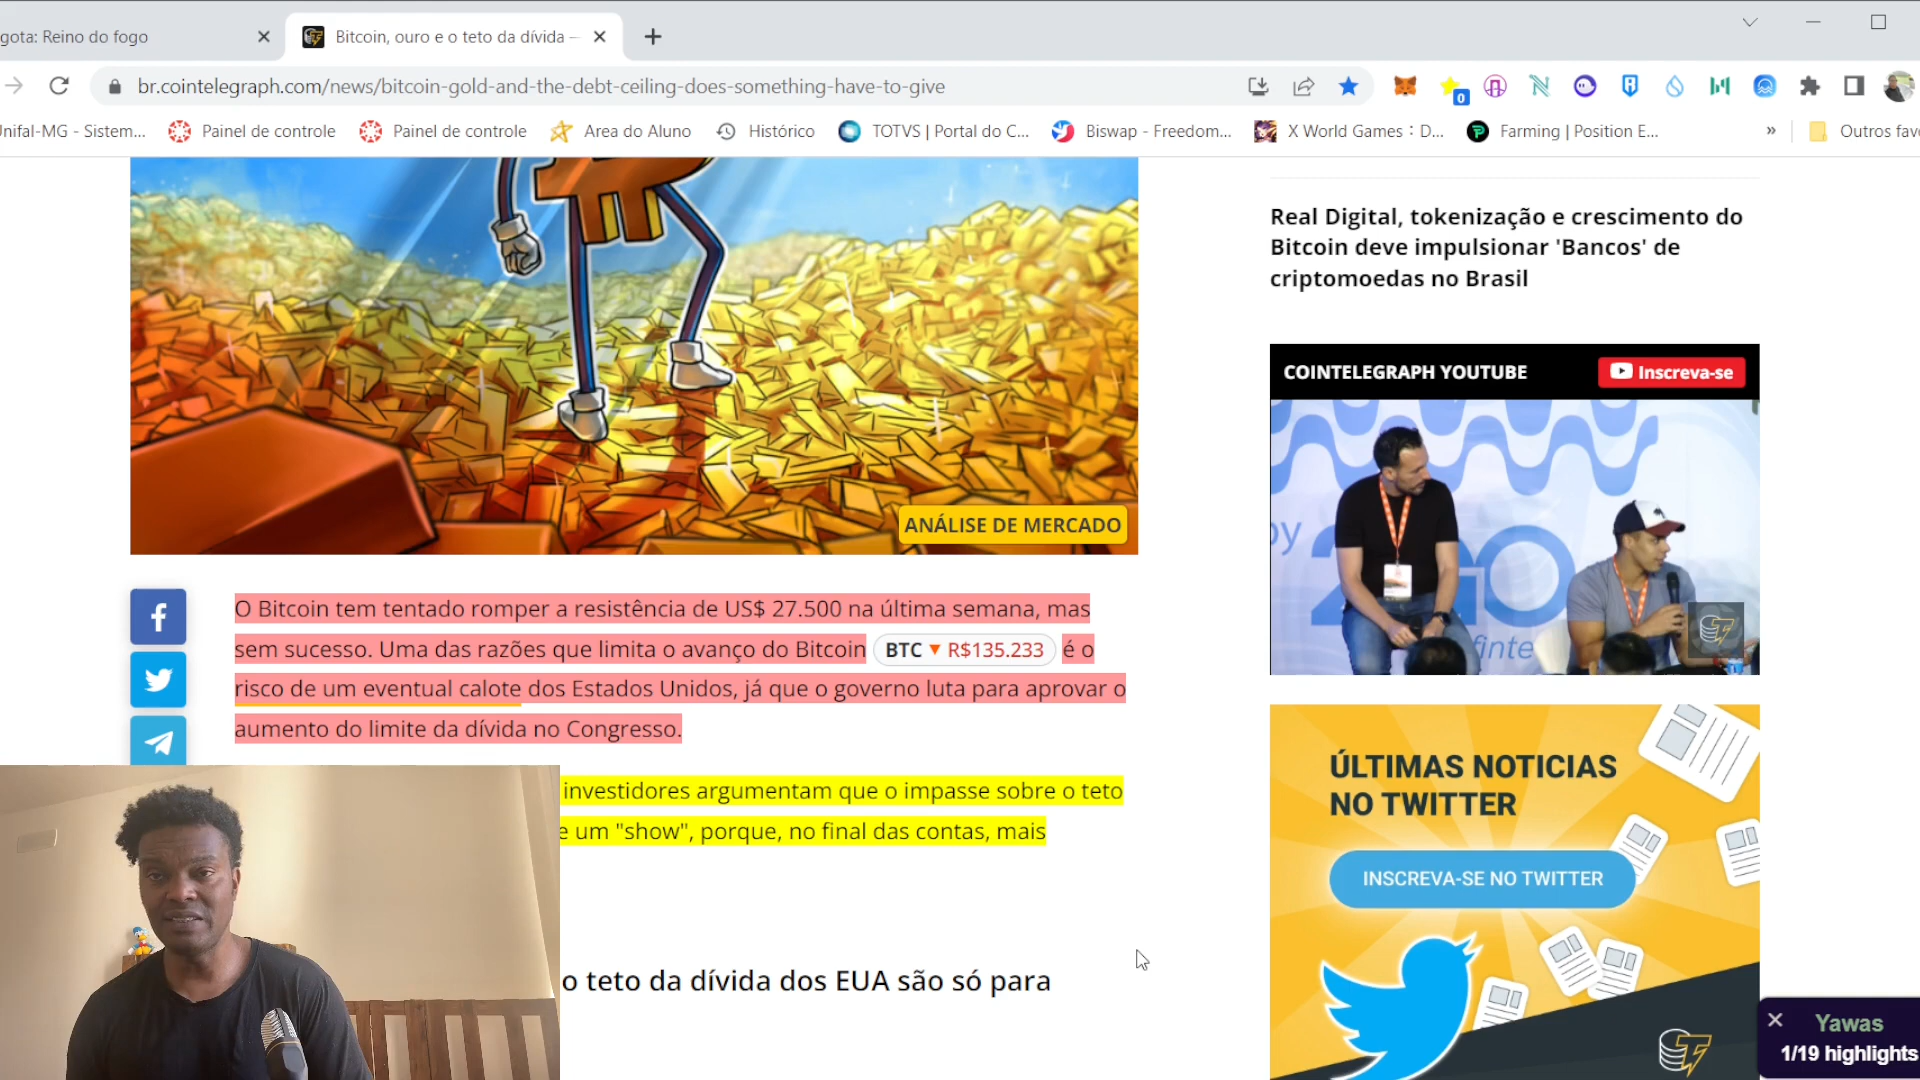 gota: Reino do fogo
Bitcoin, ouro e o teto da dívida –
br.cointelegraph.com/news/bitcoin-gold-and-the-debt-ceiling-does-something-have-to-give
0
Unifal-MG - Sistem...
Painel de controle
Painel de controle
Area do Aluno
Histórico
TOTVS | Portal do C...
Biswap - Freedom...
X World Games : D...
Farming | Position E...
»
Outros favo
ANÁLISE DE MERCADO
O Bitcoin tem tentado romper a resistência de US$ 27.500 na última semana, mas
sem sucesso. Uma das razões que limita o avanço do Bitcoin BTC ▼ R$135.233 é o
risco de um eventual calote dos Estados Unidos, já que o governo luta para aprovar o
aumento do limite da dívida no Congresso.
investidores argumentam que o impasse sobre o teto
e um "show", porque, no final das contas, mais
o teto da dívida dos EUA são só para
Real Digital, tokenização e crescimento do
Bitcoin deve impulsionar 'Bancos' de
criptomoedas no Brasil
COINTELEGRAPH YOUTUBE
Inscreva-se
by
finte
ÚLTIMAS NOTICIAS
NO TWITTER
INSCREVA-SE NO TWITTER
Yawas
1/19 highlights